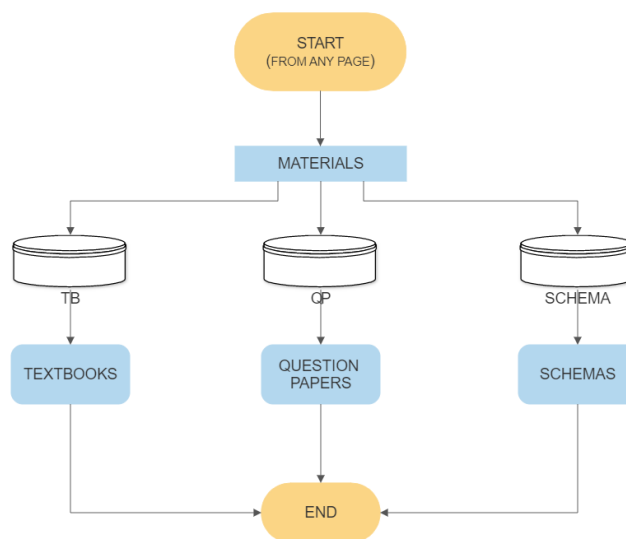 START
(FROM ANY PAGE)
MATERIALS
TB
QP
SCHEMA
TEXTBOOKS
QUESTION
PAPERS
SCHEMAS
END